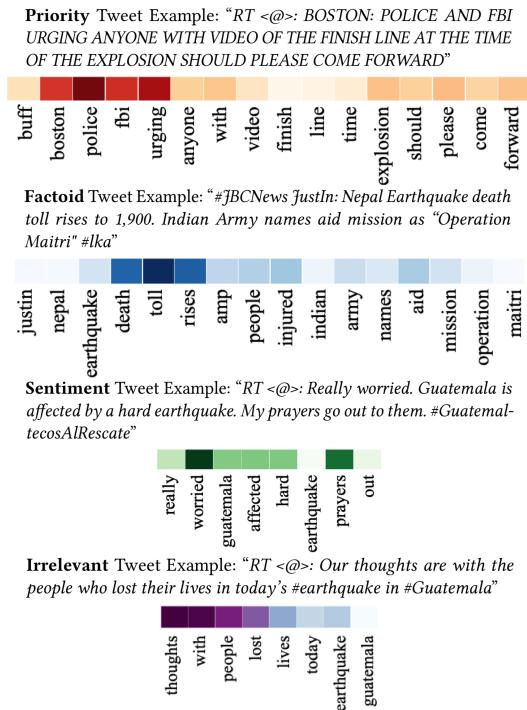 Priority Tweet Example: “RT <@>: BOSTON: POLICE AND FBI
URGING ANYONE WITH VIDEO OF THE FINISH LINE AT THE TIME
OF THE EXPLOSION SHOULD PLEASE COME FORWARD”
buff boston police fbi urging anyone with video finish line time explosion should please come forward
Factoid Tweet Example: “#JBCNews JustIn: Nepal Earthquake death
toll rises to 1,900. Indian Army names aid mission as “Operation
Maitri" #lka”
justin nepal earthquake death toll rises amp people injured indian army names aid mission operation maitri
Sentiment Tweet Example: “RT <@>: Really worried. Guatemala is
affected by a hard earthquake. My prayers go out to them. #Guatemal-
tecosAlRescate”
really worried guatemala affected hard earthquake prayers out
Irrelevant Tweet Example: “RT <@>: Our thoughts are with the
people who lost their lives in today’s #earthquake in #Guatemala”
thoughts with people lost lives today earthquake guatemala